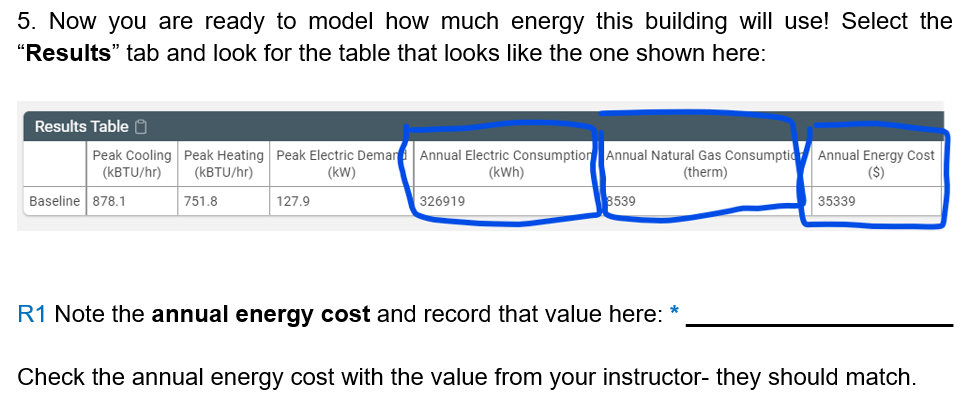 5. Now you are ready to model how much energy this building will use! Select the
“Results” tab and look for the table that looks like the one shown here:
Results Table
Peak Cooling (kBTU/hr) Peak Heating (kBTU/hr) Peak Electric Demand (kW) Annual Electric Consumption (kWh) Annual Natural Gas Consumption (therm) Annual Energy Cost ($)
Baseline 878.1 751.8 127.9 326919 3539 35339
R1 Note the annual energy cost and record that value here: *
Check the annual energy cost with the value from your instructor- they should match.